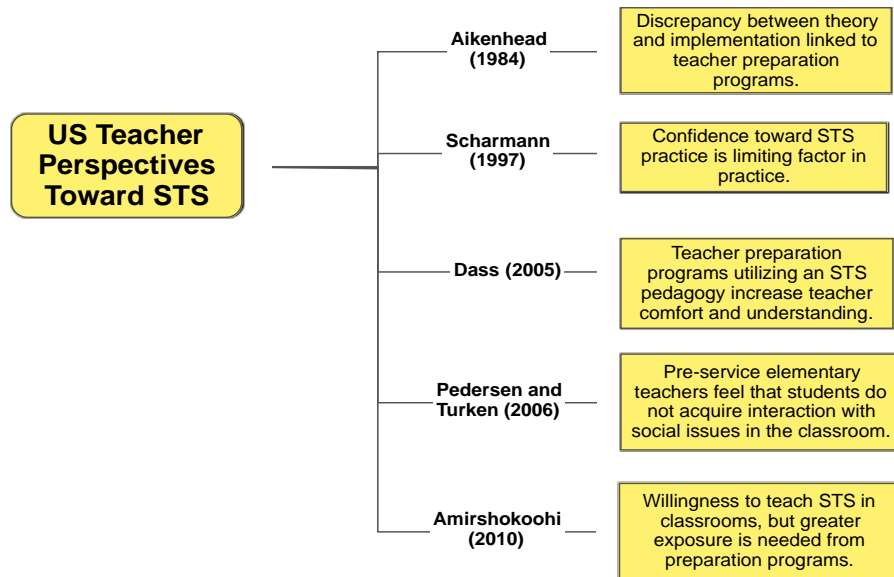 US Teacher
Perspectives
Toward STS
Aikenhead
(1984)
Discrepancy between theory
and implementation linked to
teacher preparation
programs.
Scharmann
(1997)
Confidence toward STS
practice is limiting factor in
practice.
Dass (2005)
Teacher preparation
programs utilizing an STS
pedagogy increase teacher
comfort and understanding.
Pedersen and
Turken (2006)
Pre-service elementary
teachers feel that students do
not acquire interaction with
social issues in the classroom.
Amirshokoohi
(2010)
Willingness to teach STS in
classrooms, but greater
exposure is needed from
preparation programs.